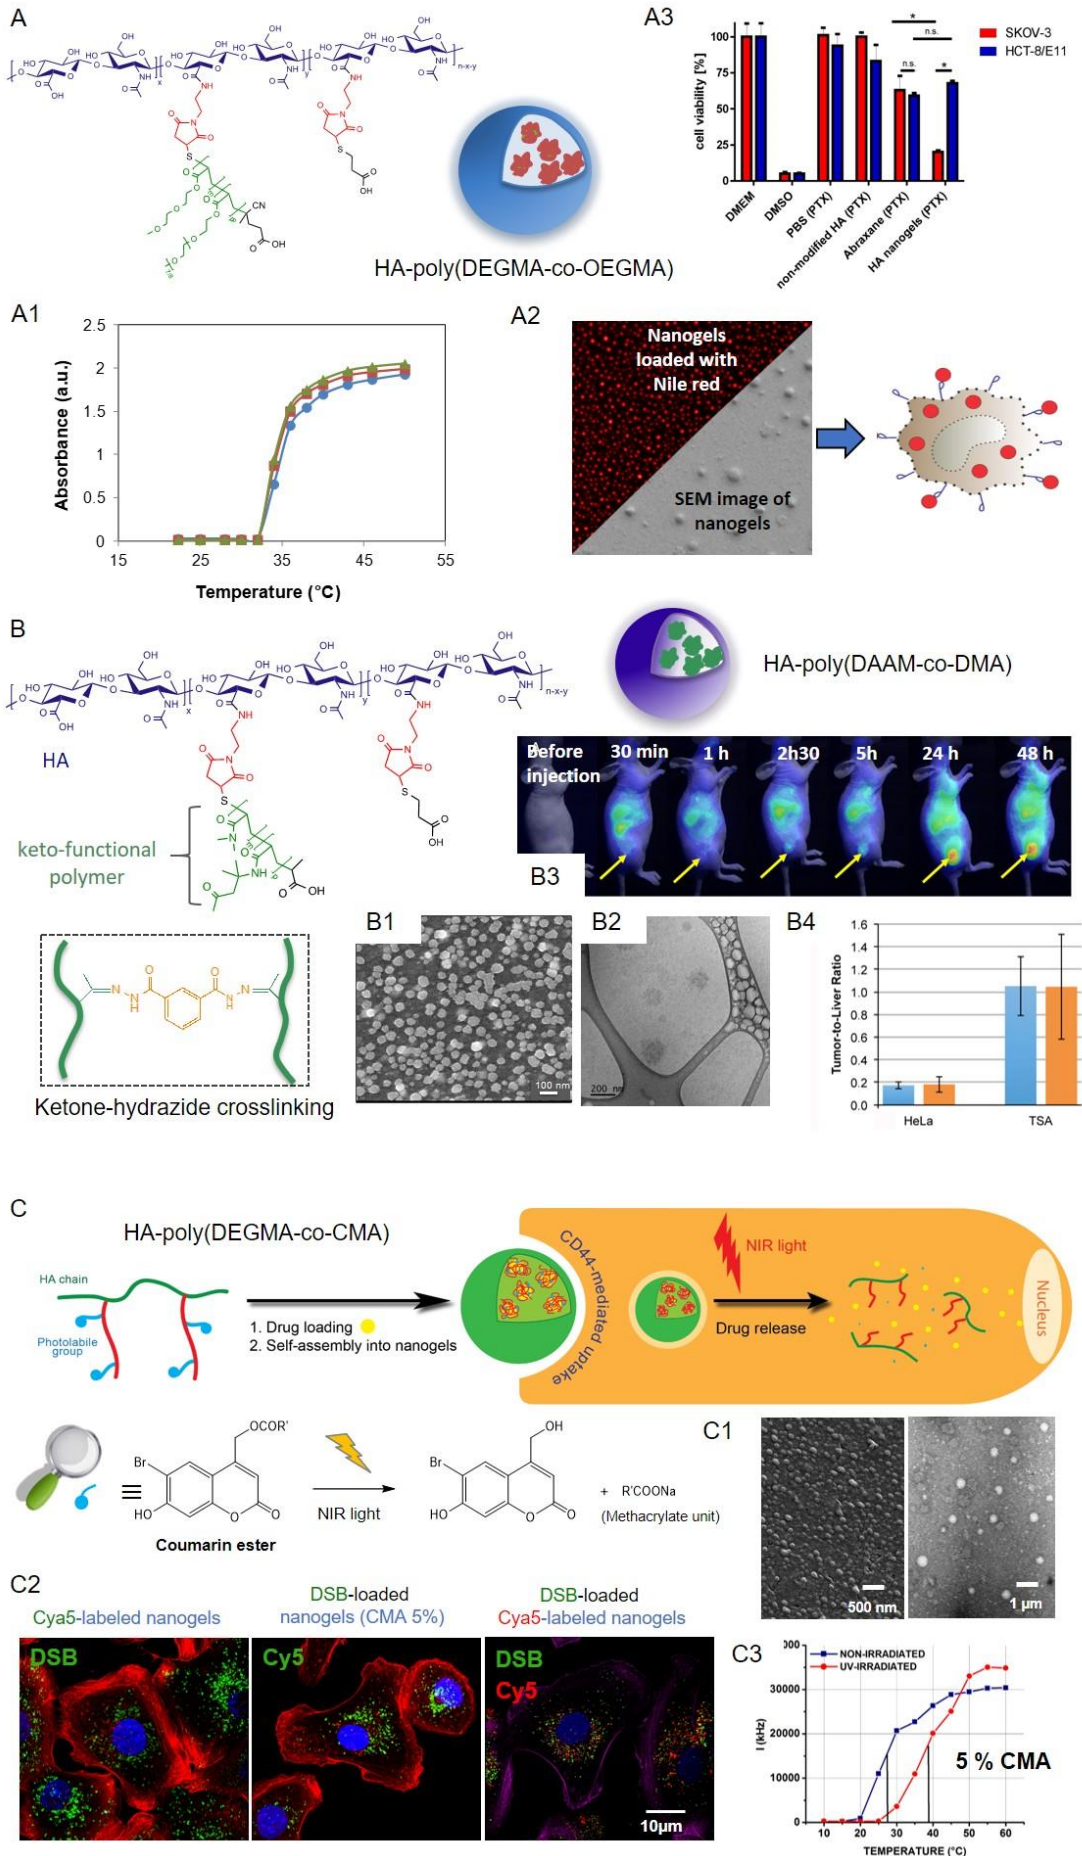 A
A3
SKOV-3
HCT-8/E11
*
n.s.
n.s.
*
cell viability [%]
100
75
50
25
0
DMEM
DMSO
PBS (PTX)
non-modified HA (PTX)
Abraxane (PTX)
HA nanogels (PTX)
HA-poly(DEGMA-co-OEGMA)
A1
Absorbance (a.u.)
2.5
2
1.5
1
0.5
0
15
25
35
45
55
Temperature (°C)
A2
Nanogels
loaded with
Nile red
SEM image of
nanogels
B
HA
keto-functional
polymer
HA-poly(DAAM-co-DMA)
Before
injection
30 min
1 h
2h30
5h
24 h
48 h
B3
Ketone-hydrazide crosslinking
B1
100 nm
B2
200 nm
B4
Tumor-to-Liver Ratio
1.6
1.4
1.2
1.0
0.8
0.6
0.4
0.2
0.0
HeLa
TSA
C
HA-poly(DEGMA-co-CMA)
HA chain
Photolabile
group
1. Drug loading
2. Self-assembly into nanogels
CD44-mediated uptake
NIR light
Drug release
Nucleus
OCOR'
Br
HO
O
O
Coumarin ester
NIR light
OH
Br
HO
O
O
+ R'COONa
(Methacrylate unit)
C1
500 nm
1 µm
C2
Cya5-labeled nanogels
DSB-loaded
nanogels (CMA 5%)
DSB-loaded
Cya5-labeled nanogels
DSB
Cy5
DSB
Cy5
10µm
C3
NON-IRRADIATED
UV-IRRADIATED
I (kHz)
30000
20000
10000
0
5 % CMA
10
20
30
40
50
60
TEMPERATURE (°C)